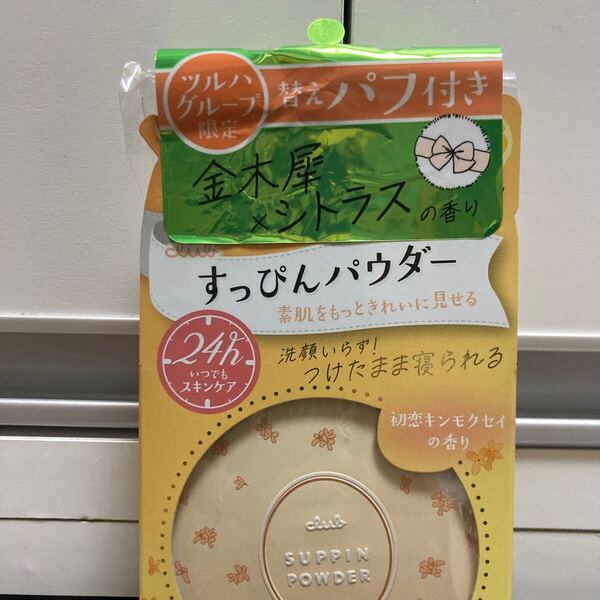 ツルハ
グループ
限定
替えパフ付き
金木犀
×シトラスの香り
club
すっぴんパウダー
素肌をもっときれいに見せる
24h
いつでも
スキンケア
洗顔いらず!
つけたまま寝られる
初恋キンモクセイ
の香り
club
SUPPIN
POWDER